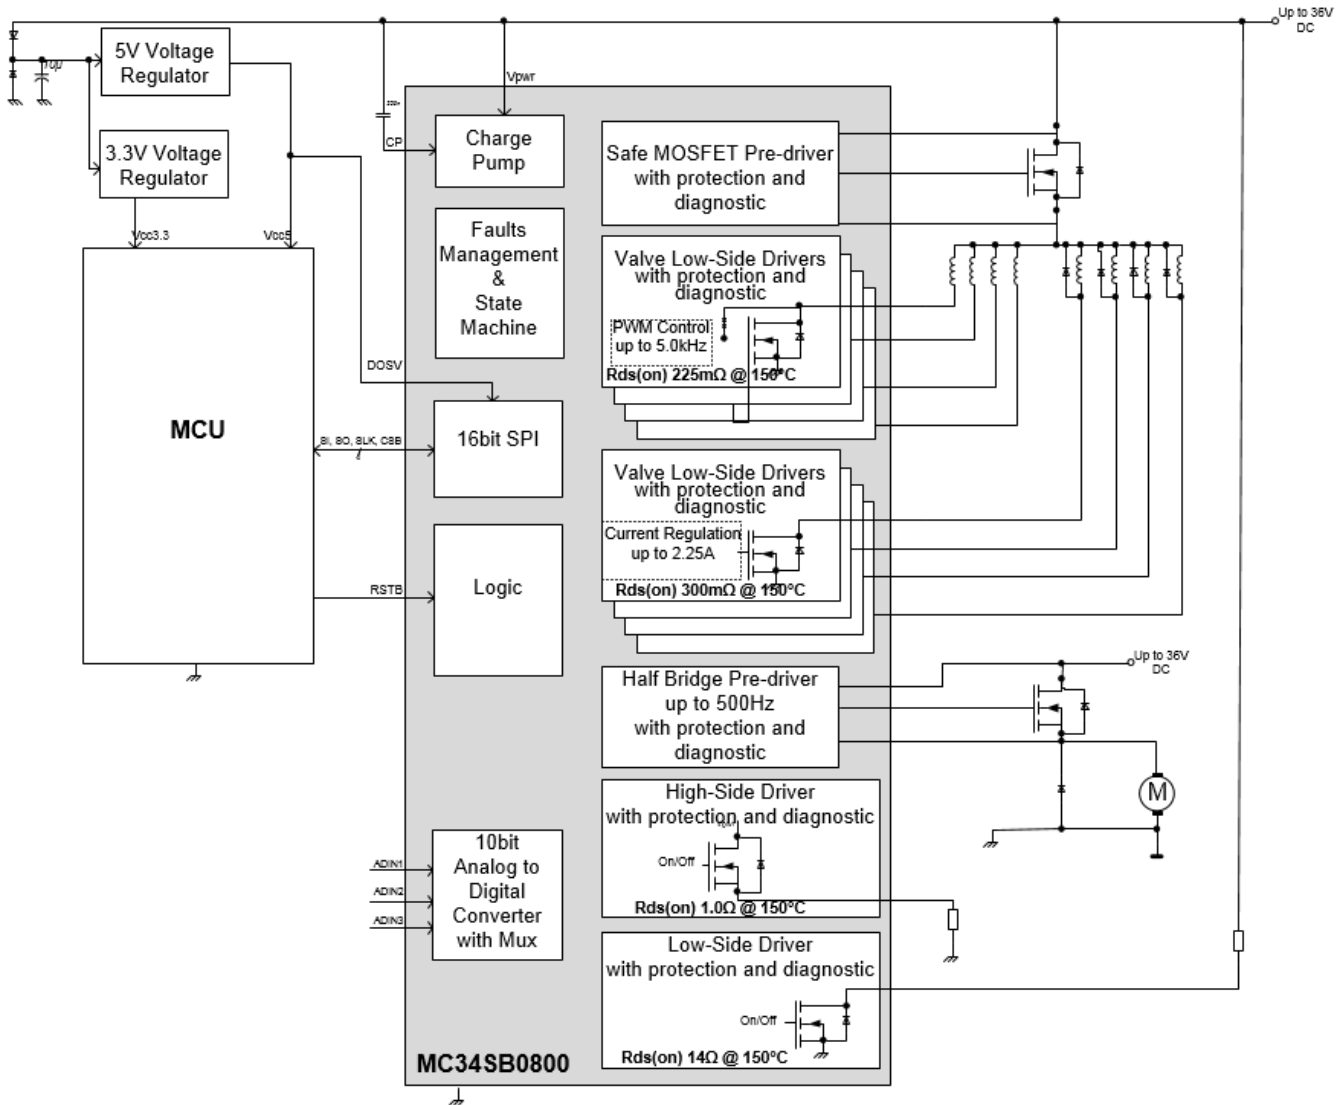 Up to 36V
DC
5V Voltage
Regulator
10µ
Vpwr
CP
Charge
Pump
Safe MOSFET Pre-driver
with protection and
diagnostic
3.3V Voltage
Regulator
Vcc3.3
Vcc5
Faults
Management
&
State
Machine
Valve Low-Side Drivers
with protection and
diagnostic
PWM Control
up to 5.0kHz
Rds(on) 225mΩ @ 150°C
DOSV
MCU
SI, SO, SLK, CSB
16bit SPI
Valve Low-Side Drivers
with protection and
diagnostic
Current Regulation
up to 2.25A
Rds(on) 300mΩ @ 150°C
RSTB
Logic
Half Bridge Pre-driver
up to 500Hz
with protection and
diagnostic
Up to 36V
DC
M
High-Side Driver
with protection and diagnostic
On/Off
Rds(on) 1.0Ω @ 150°C
ADIN1
ADIN2
ADIN3
10bit
Analog to
Digital
Converter
with Mux
Low-Side Driver
with protection and diagnostic
On/Off
Rds(on) 14Ω @ 150°C
MC34SB0800